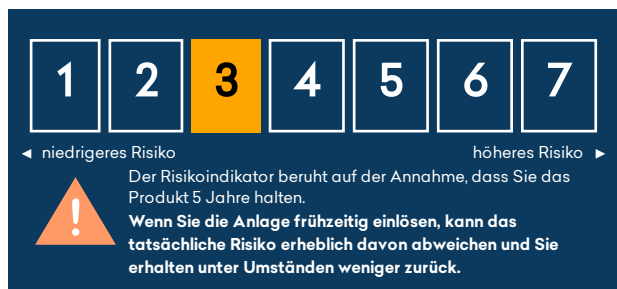 1 2 3 4 5 6 7
◄ niedrigeres Risiko höheres Risiko ►
Der Risikoindikator beruht auf der Annahme, dass Sie das
Produkt 5 Jahre halten.
Wenn Sie die Anlage frühzeitig einlösen, kann das
tatsächliche Risiko erheblich davon abweichen und Sie
erhalten unter Umständen weniger zurück.
!